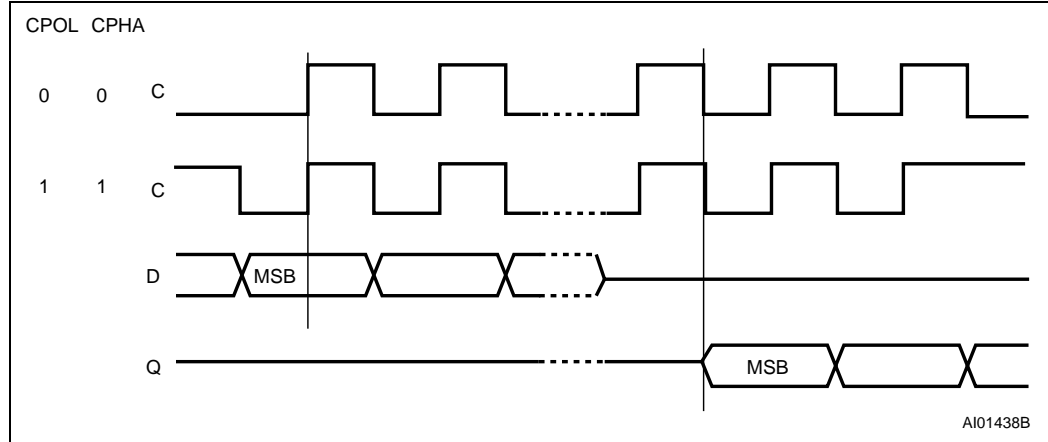 CPOL CPHA
0 0 C
1 1 C
D MSB
Q MSB
AI01438B